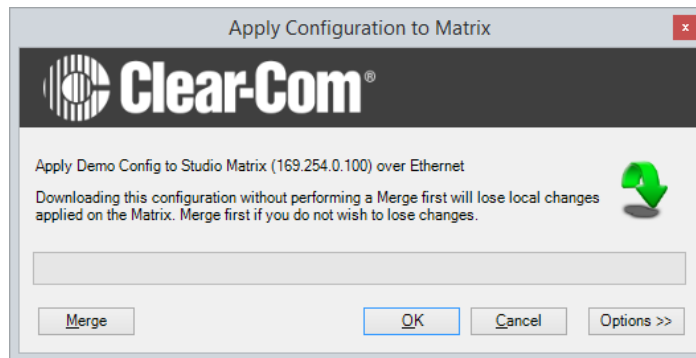 Apply Configuration to Matrix
x
Clear-Com®
Apply Demo Config to Studio Matrix (169.254.0.100) over Ethernet
Downloading this configuration without performing a Merge first will lose local changes
applied on the Matrix. Merge first if you do not wish to lose changes.
Merge
OK
Cancel
Options >>